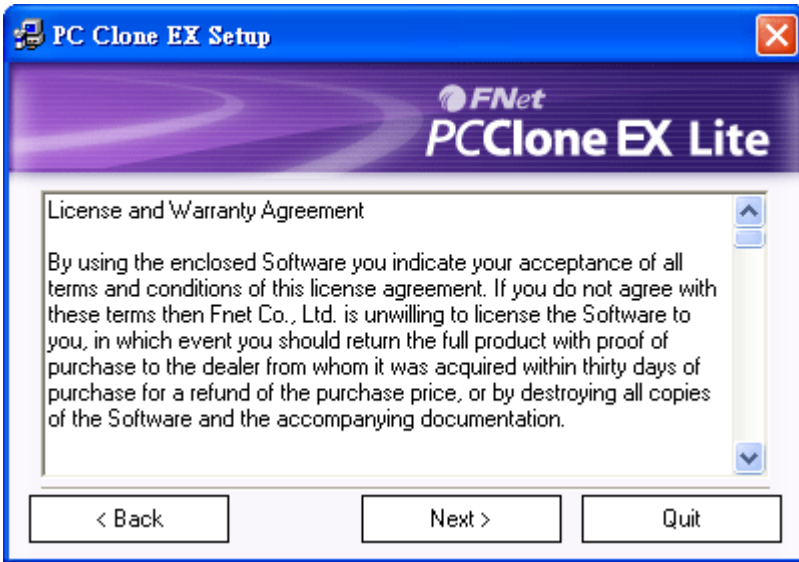 PC Clone EX Setup
FNet
PCClone EX Lite
License and Warranty Agreement
By using the enclosed Software you indicate your acceptance of all
terms and conditions of this license agreement. If you do not agree with
these terms then Fnet Co., Ltd. is unwilling to license the Software to
you, in which event you should return the full product with proof of
purchase to the dealer from whom it was acquired within thirty days of
purchase for a refund of the purchase price, or by destroying all copies
of the Software and the accompanying documentation.
< Back
Next >
Quit